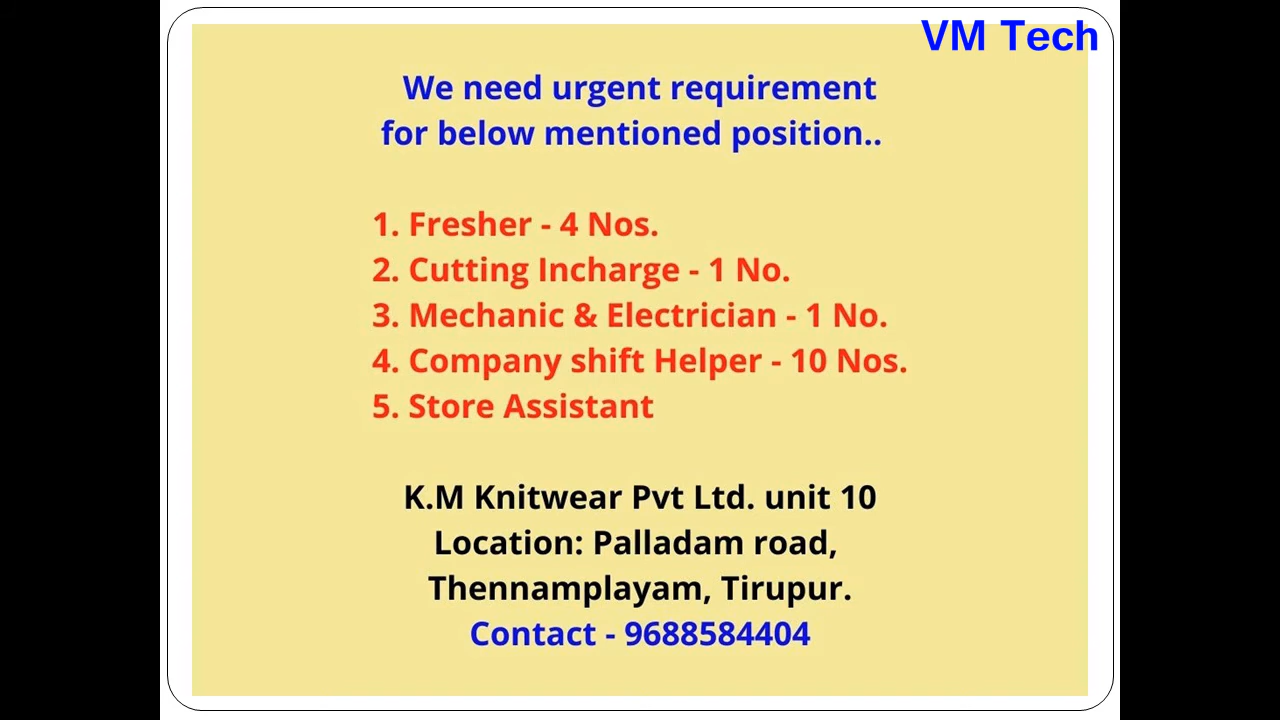 VM Tech
We need urgent requirement
for below mentioned position..
1. Fresher - 4 Nos.
2. Cutting Incharge - 1 No.
3. Mechanic & Electrician - 1 No.
4. Company shift Helper - 10 Nos.
5. Store Assistant
K.M Knitwear Pvt Ltd. unit 10
Location: Palladam road,
Thennamplayam, Tirupur.
Contact - 9688584404